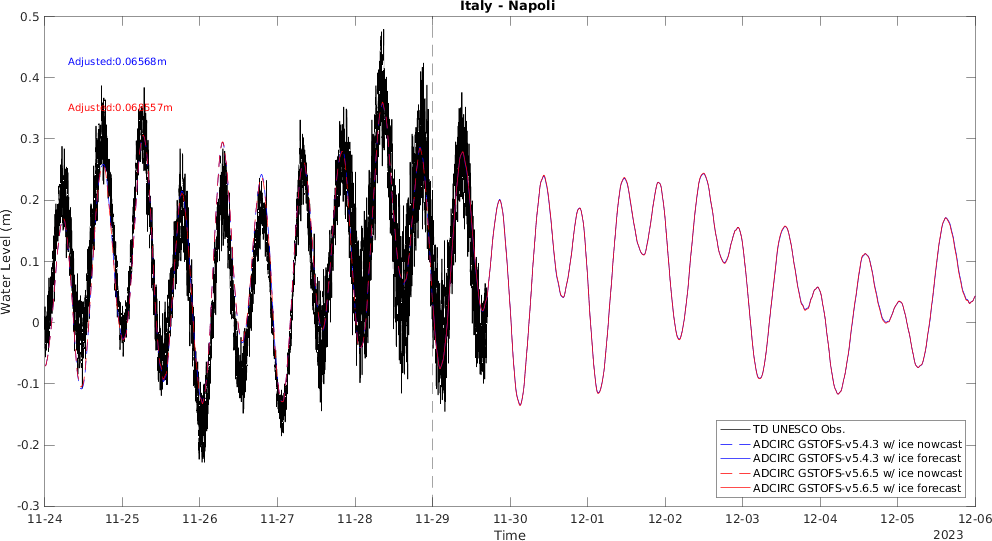 Italy - Napoli
0.5
0.4
0.3
0.2
0.1
0
-0.1
-0.2
-0.3
Water Level (m)
Adjusted:0.06568m
TD UNESCO Obs.
ADCIRC GSTOFS-v5.4.3 w/ ice nowcast
ADCIRC GSTOFS-v5.4.3 w/ ice forecast
ADCIRC GSTOFS-v5.6.5 w/ ice nowcast
ADCIRC GSTOFS-v5.6.5 w/ ice forecast
11-24 11-25 11-26 11-27 11-28 11-29 11-30 12-01 12-02 12-03 12-04 12-05 12-06
Time
2023